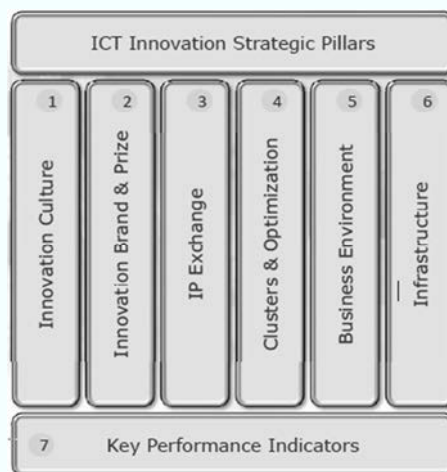 ICT Innovation Strategic Pillars
1
Innovation Culture
2
Innovation Brand & Prize
3
IP Exchange
4
Clusters & Optimization
5
Business Environment
6
Infrastructure
7
Key Performance Indicators